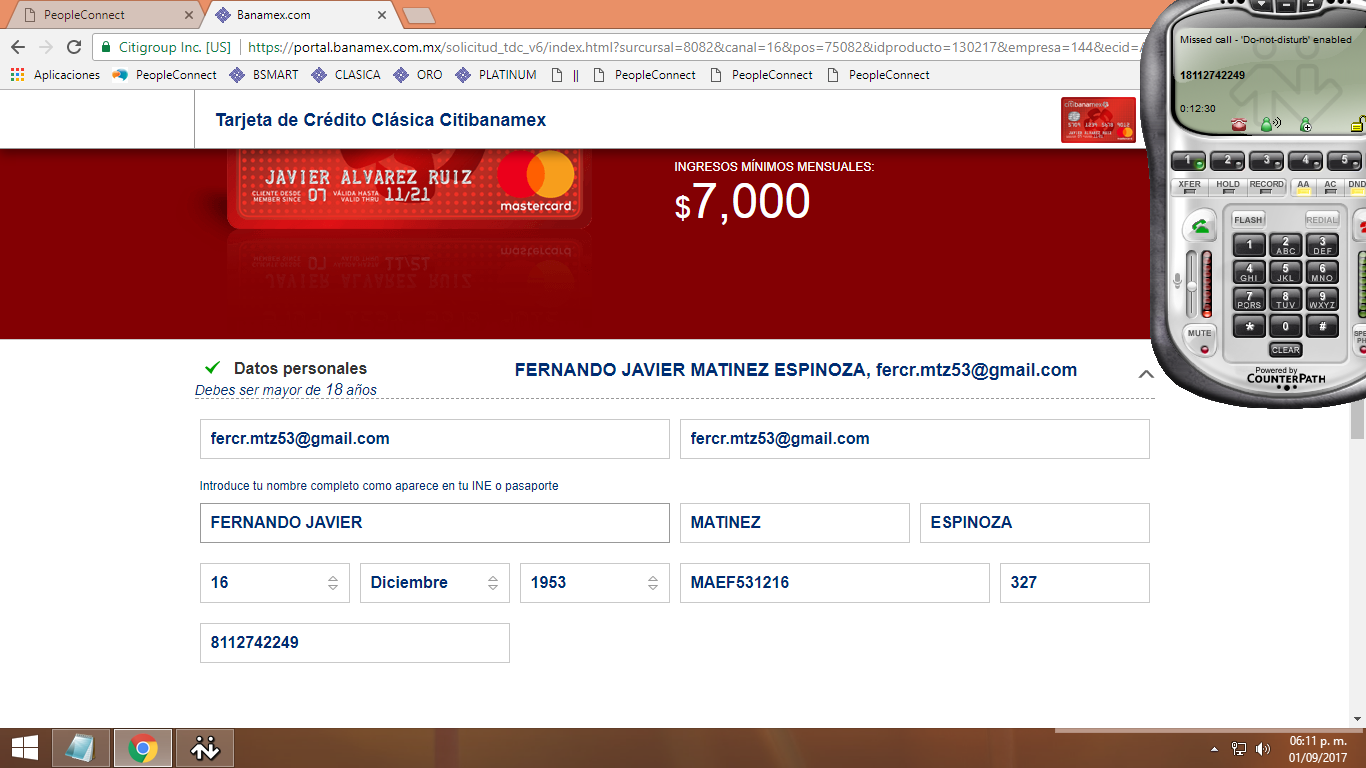 PeopleConnect
Banamex.com
Citigroup Inc. [US] https://portal.banamex.com.mx/solicitud_tdc_v6/index.html?surcursal=8082&canal=16&pos=75082&idproducto=130217&empresa=144&ecid=
Aplicaciones PeopleConnect BSMART CLASICA ORO PLATINUM || PeopleConnect PeopleConnect PeopleConnect
Tarjeta de Crédito Clásica Citibanamex
citibanamex
JAVIER ALVAREZ RUIZ
CLIENTE DESDE 07 VÁLIDA HASTA 11/21
MEMBER SINCE VALID THRU
mastercard
INGRESOS MÍNIMOS MENSUALES:
$7,000
Datos personales
Debes ser mayor de 18 años
FERNANDO JAVIER MATINEZ ESPINOZA, fercr.mtz53@gmail.com
fercr.mtz53@gmail.com fercr.mtz53@gmail.com
Introduce tu nombre completo como aparece en tu INE o pasaporte
FERNANDO JAVIER MATINEZ ESPINOZA
16 Diciembre 1953 MAEF531216 327
8112742249
Missed call - 'Do-not-disturb' enabled
18112742249
0:12:30
1 2 3 4 5
XFER HOLD RECORD AA AC DND
FLASH REDIAL
1 2 ABC 3 DEF
4 GHI 5 JKL 6 MNO
7 PQRS 8 TUV 9 WXYZ
* 0 #
MUTE
CLEAR
Powered by
COUNTERPATH
06:11 p. m.
01/09/2017